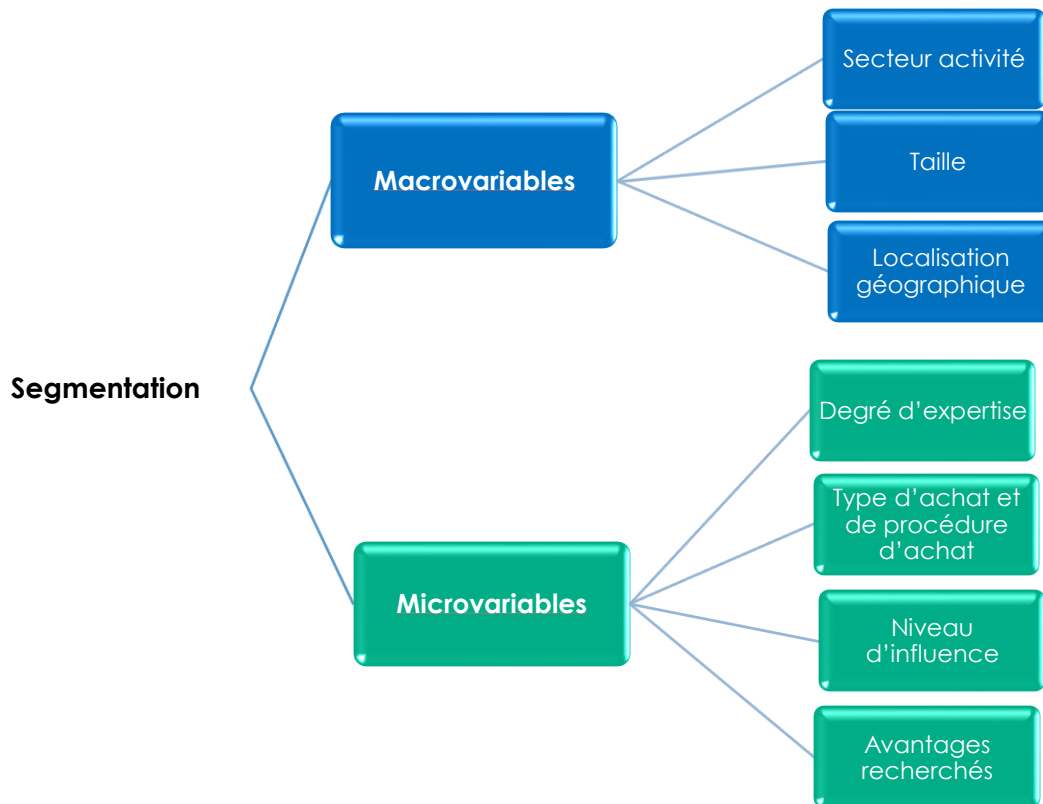 Segmentation
Macrovariables
Secteur activité
Taille
Localisation
géographique
Microvariables
Degré d’expertise
Type d’achat et
de procédure
d’achat
Niveau
d’influence
Avantages
recherchés